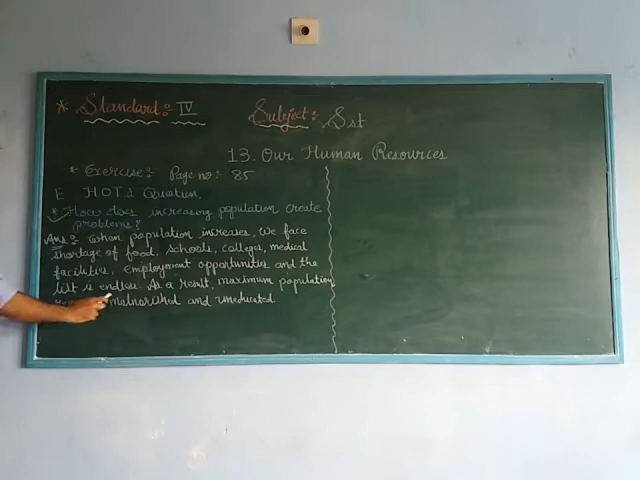 * Standard:- IV
Subject:- Sst
13. Our Human Resources
* Exercise:- Page no:- 85
E HOTS Question.
* How does increasing population create
problems?
Ans:- When population increases, we face
shortage of food, schools, colleges, medical
facilities, employment opportunities and the
list is endless. As a result, maximum population
malnorished and uneducated.